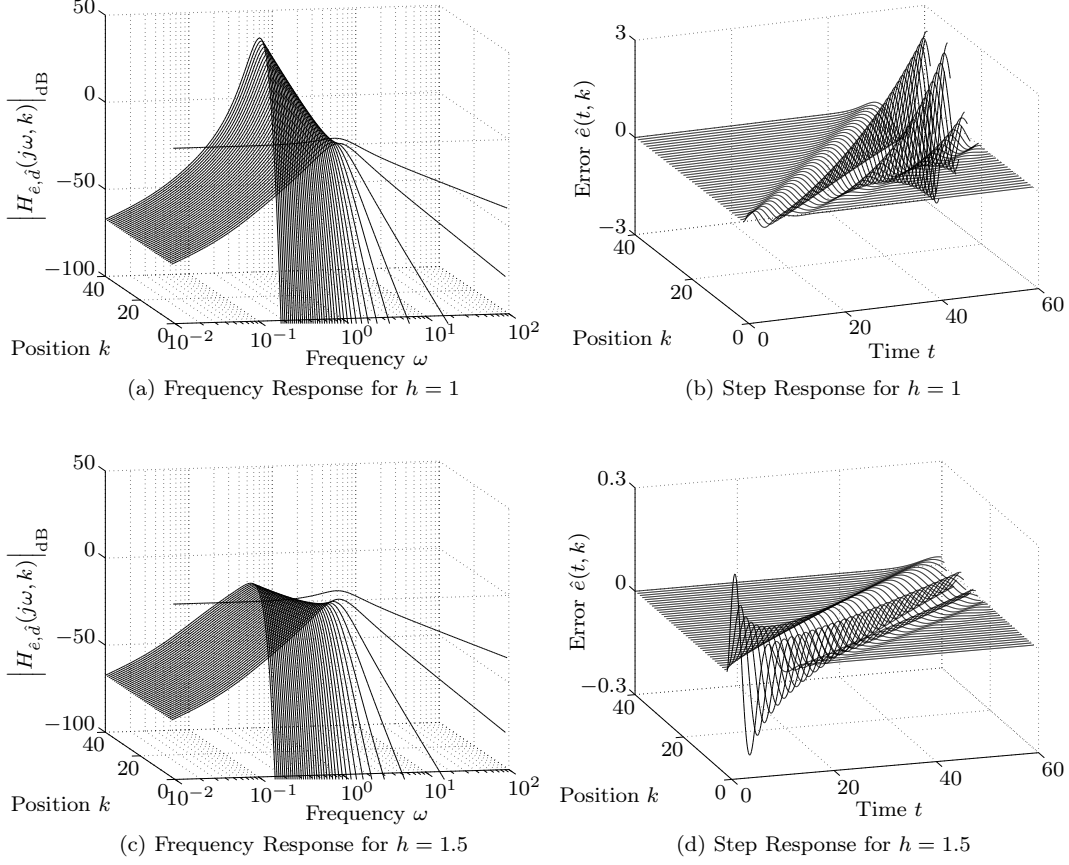 50
0
−50
−100
40
20
0
10^{-2}
10^{-1}
10^0
10^1
10^2
|H_{ê,d̂}(jω, k)|_{dB}
Position k
Frequency ω
(a) Frequency Response for h = 1
3
0
−3
40
20
0
0
20
40
60
Error ê(t, k)
Position k
Time t
(b) Step Response for h = 1
50
0
−50
−100
40
20
0
10^{-2}
10^{-1}
10^0
10^1
10^2
|H_{ê,d̂}(jω, k)|_{dB}
Position k
Frequency ω
(c) Frequency Response for h = 1.5
0.3
0
−0.3
40
20
0
0
20
40
60
Error ê(t, k)
Position k
Time t
(d) Step Response for h = 1.5